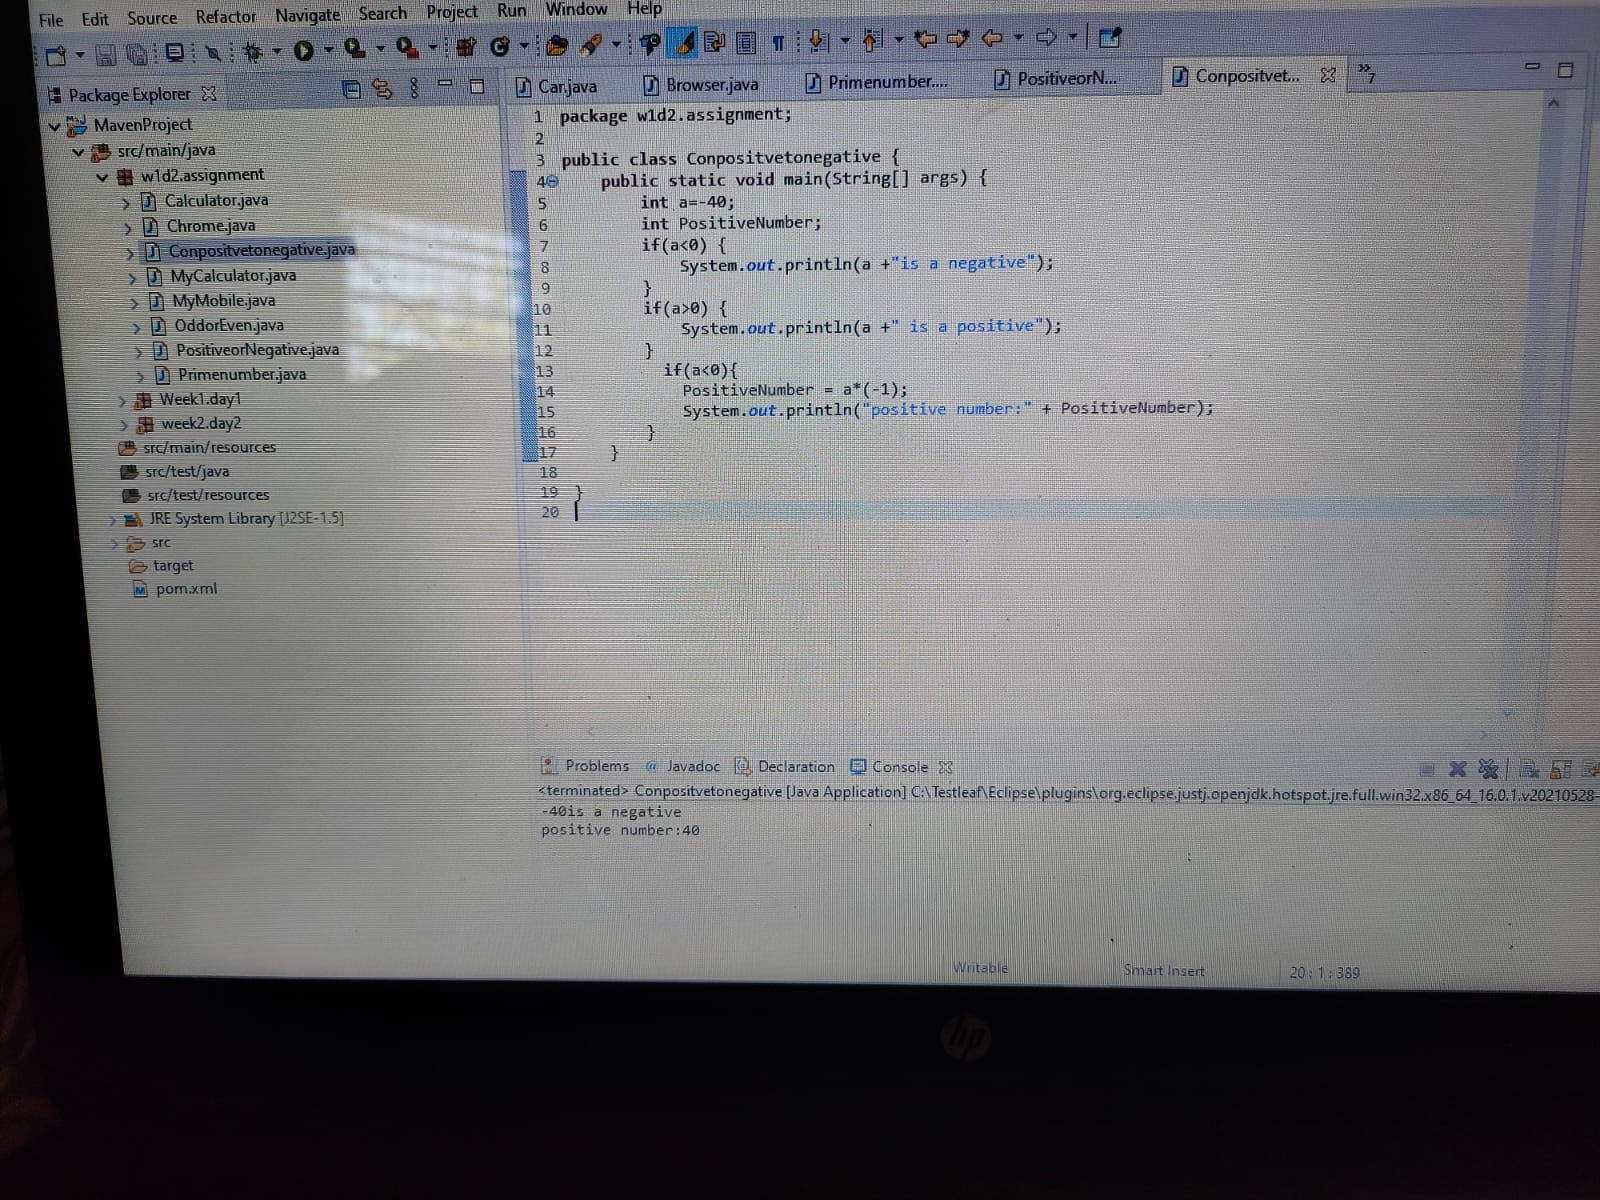 File Edit Source Refactor Navigate Search Project Run Window Help
Package Explorer
Car.java Browser.java Primenumber.... PositiveorN... Conpositvet... 7
MavenProject
src/main/java
w1d2.assignment
Calculator.java
Chrome.java
Conpositvetonegative.java
MyCalculator.java
MyMobile.java
OddorEven.java
PositiveorNegative.java
Primenumber.java
Week1.day1
week2.day2
src/main/resources
src/test/java
src/test/resources
JRE System Library [J2SE-1.5]
src
target
pom.xml
1 package w1d2.assignment;
2
3 public class Conpositvetonegative {
4 public static void main(String[] args) {
5 int a=-40;
6 int PositiveNumber;
7 if(a<0) {
8 System.out.println(a +"is a negative");
9 }
10 if(a>0) {
11 System.out.println(a +" is a positive");
12 }
13 if(a<0){
14 PositiveNumber = a*(-1);
15 System.out.println("positive number:" + PositiveNumber);
16 }
17 }
18
19 }
20
Problems @ Javadoc Declaration Console
<terminated> Conpositvetonegative [Java Application] C:\Testleaf\Eclipse\plugins\org.eclipse.justj.openjdk.hotspot.jre.full.win32.x86_64_16.0.1.v20210528-
-40is a negative
positive number:40
Writable Smart Insert 20 : 1 : 389
hp